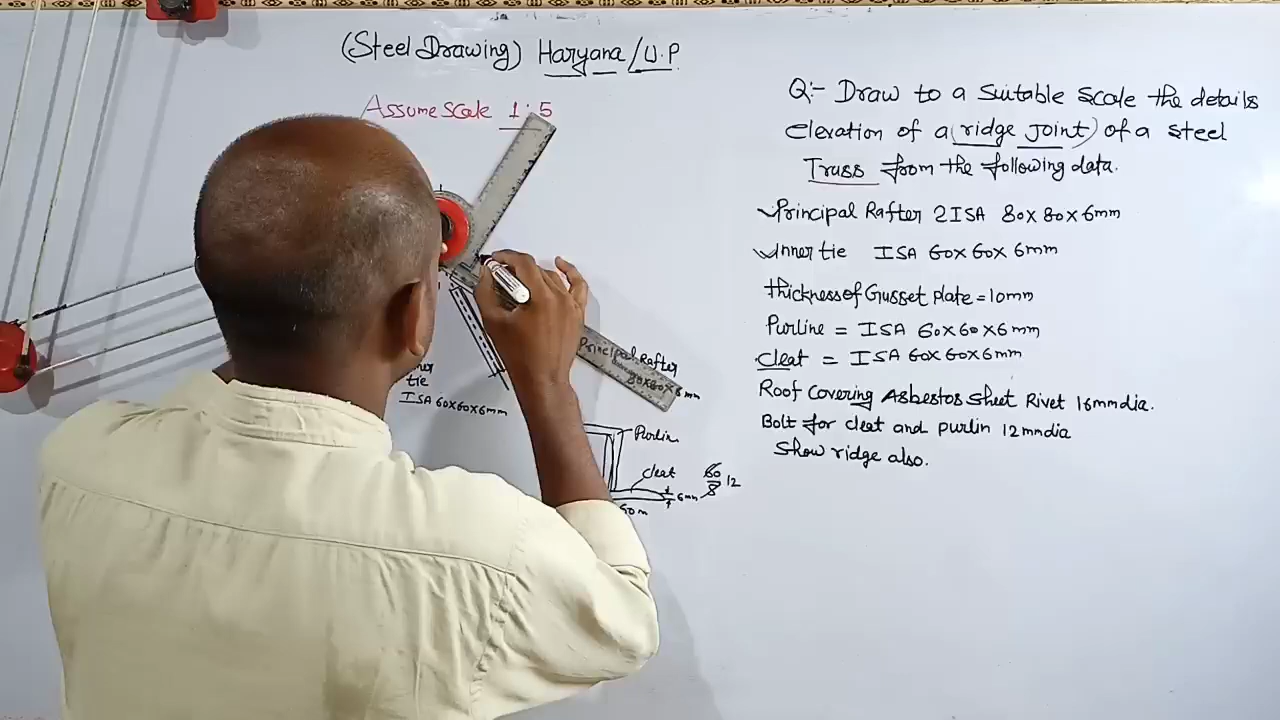 (Steel Drawing) Haryana/U.P
Assume scale 1:5
Q:- Draw to a Suitable scale the details
elevation of a (ridge joint) of a steel
Truss from the following data.
Principal Rafter 2ISA 80x80x6mm
Inner tie ISA 60x60x6mm
thickness of Gusset plate = 10mm
Purline = ISA 60x60x6mm
Cleat = ISA 60x60x6mm
Roof Covering Asbestos Sheet Rivet 16mm dia.
Bolt for cleat and purlin 12mm dia
Show ridge also.
Principal Rafter
80x80x6mm
tie
ISA 60x60x6mm
Purlin
cleat
6mm
60m
60
8
12